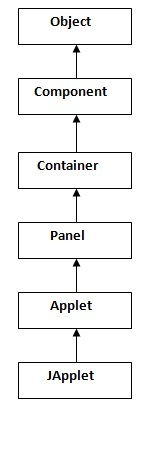 Object
Component
Container
Panel
Applet
JApplet